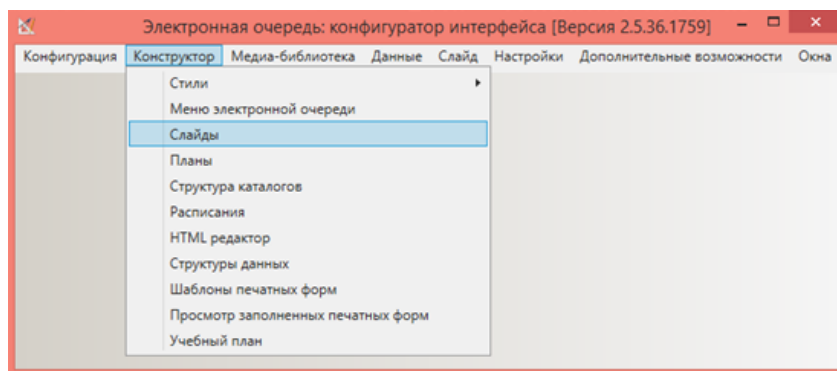 Электронная очередь: конфигуратор интерфейса [Версия 2.5.36.1759]
Конфигурация Конструктор Медиа-библиотека Данные Слайд Настройки Дополнительные возможности Окна
Стили
Меню электронной очереди
Слайды
Планы
Структура каталогов
Расписания
HTML редактор
Структуры данных
Шаблоны печатных форм
Просмотр заполненных печатных форм
Учебный план